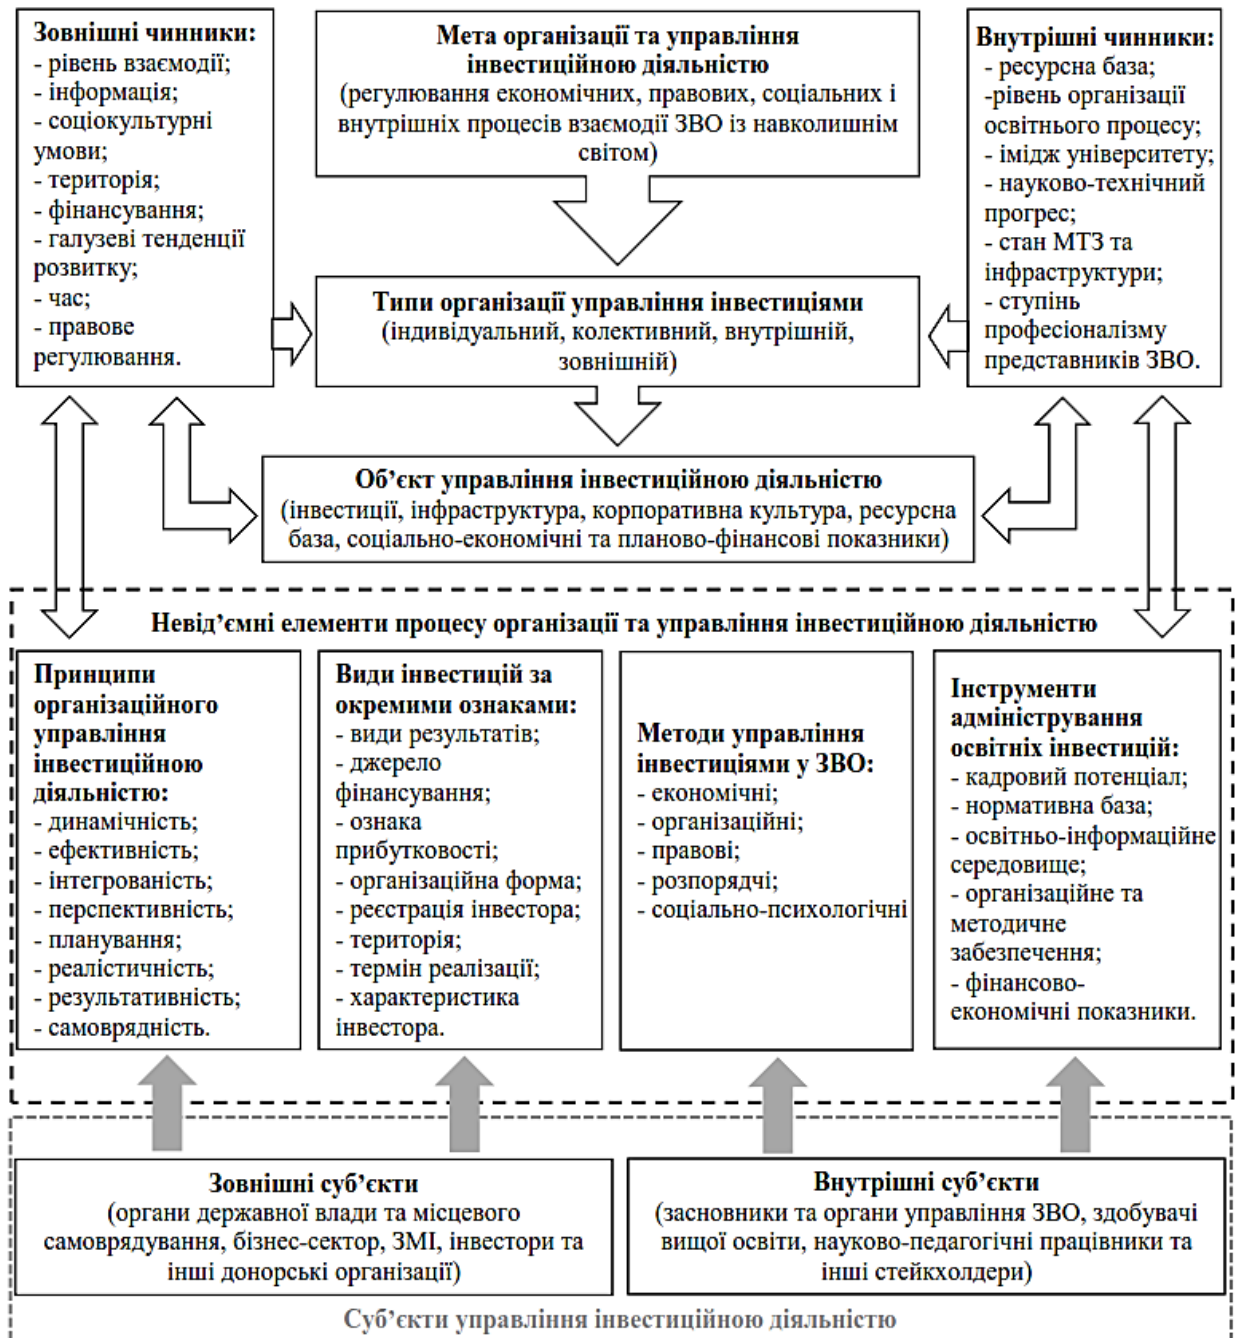 Зовнішні чинники:
- рівень взаємодії;
- інформація;
- соціокультурні
умови;
- територія;
- фінансування;
- галузеві тенденції
розвитку;
- час;
- правове
регулювання.
Мета організації та управління
інвестиційною діяльністю
(регулювання економічних, правових, соціальних і
внутрішніх процесів взаємодії ЗВО із навколишнім
світом)
Внутрішні чинники:
- ресурсна база;
-рівень організації
освітнього процесу;
- імідж університету;
- науково-технічний
прогрес;
- стан МТЗ та
інфраструктури;
- ступінь
професіоналізму
представників ЗВО.
Типи організації управління інвестиціями
(індивідуальний, колективний, внутрішній,
зовнішній)
Об’єкт управління інвестиційною діяльністю
(інвестиції, інфраструктура, корпоративна культура, ресурсна
база, соціально-економічні та планово-фінансові показники)
Невід’ємні елементи процесу організації та управління інвестиційною діяльністю
Принципи
організаційного
управління
інвестиційною
діяльністю:
- динамічність;
- ефективність;
- інтегрованість;
- перспективність;
- планування;
- реалістичність;
- результативність;
- самоврядність.
Види інвестицій за
окремими ознаками:
- види результатів;
- джерело
фінансування;
- ознака
прибутковості;
- організаційна форма;
- реєстрація інвестора;
- територія;
- термін реалізації;
- характеристика
інвестора.
Методи управління
інвестиціями у ЗВО:
- економічні;
- організаційні;
- правові;
- розпорядчі;
- соціально-психологічні
Інструменти
адміністрування
освітніх інвестицій:
- кадровий потенціал;
- нормативна база;
- освітньо-інформаційне
середовище;
- організаційне та
методичне
забезпечення;
- фінансово-
економічні показники.
Зовнішні суб’єкти
(органи державної влади та місцевого
самоврядування, бізнес-сектор, ЗМІ, інвестори та
інші донорські організації)
Внутрішні суб’єкти
(засновники та органи управління ЗВО, здобувачі
вищої освіти, науково-педагогічні працівники та
інші стейкхолдери)
Суб’єкти управління інвестиційною діяльністю